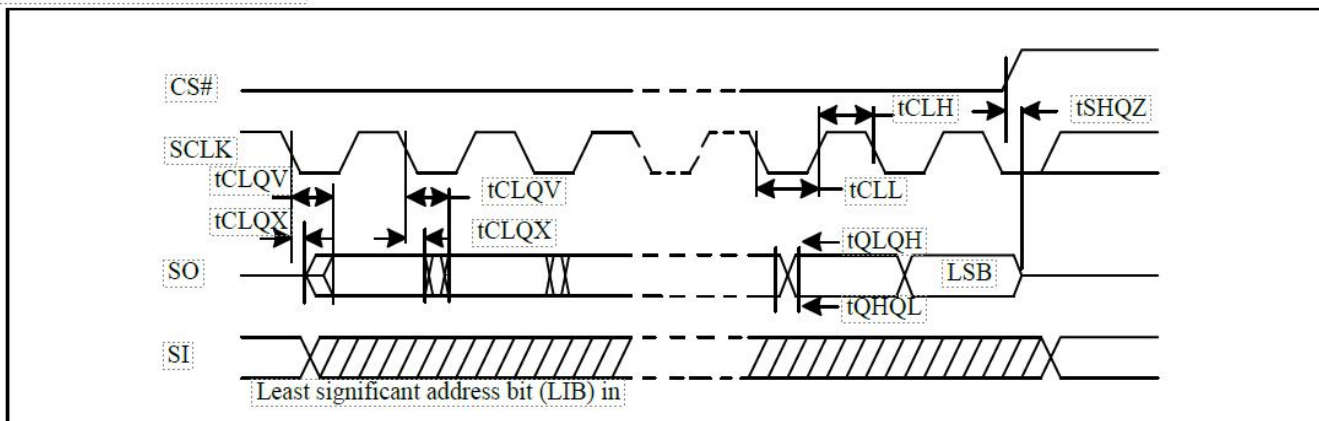 CS#
tCLH
tSHQZ
SCLK
tCLQV
tCLQV
tCLL
tCLQX
tCLQX
tQLQH
SO
LSB
tQHQL
SI
Least significant address bit (LIB) in